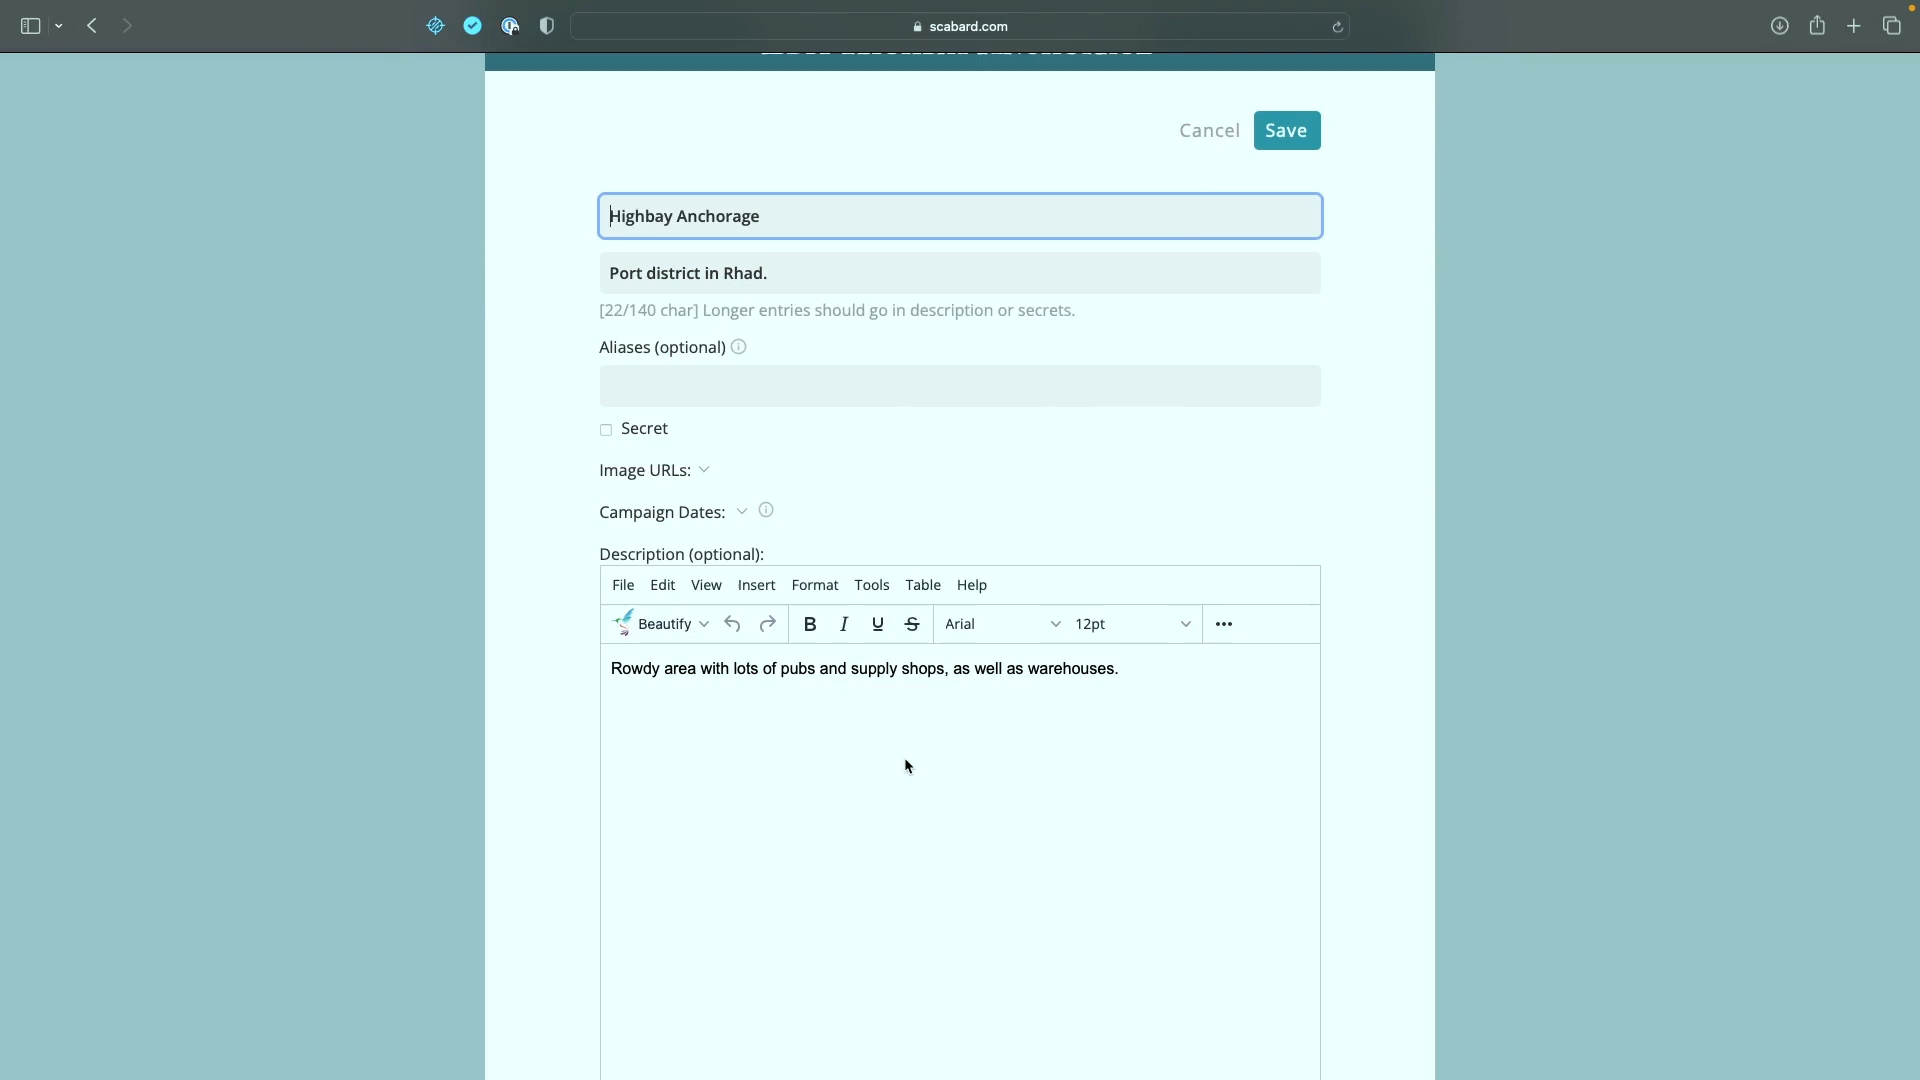 scabard.com
Cancel Save
Highbay Anchorage
Port district in Rhad.
[22/140 char] Longer entries should go in description or secrets.
Aliases (optional)
Secret
Image URLs:
Campaign Dates:
Description (optional):
File Edit View Insert Format Tools Table Help
Beautify B I U S Arial 12pt
Rowdy area with lots of pubs and supply shops, as well as warehouses.